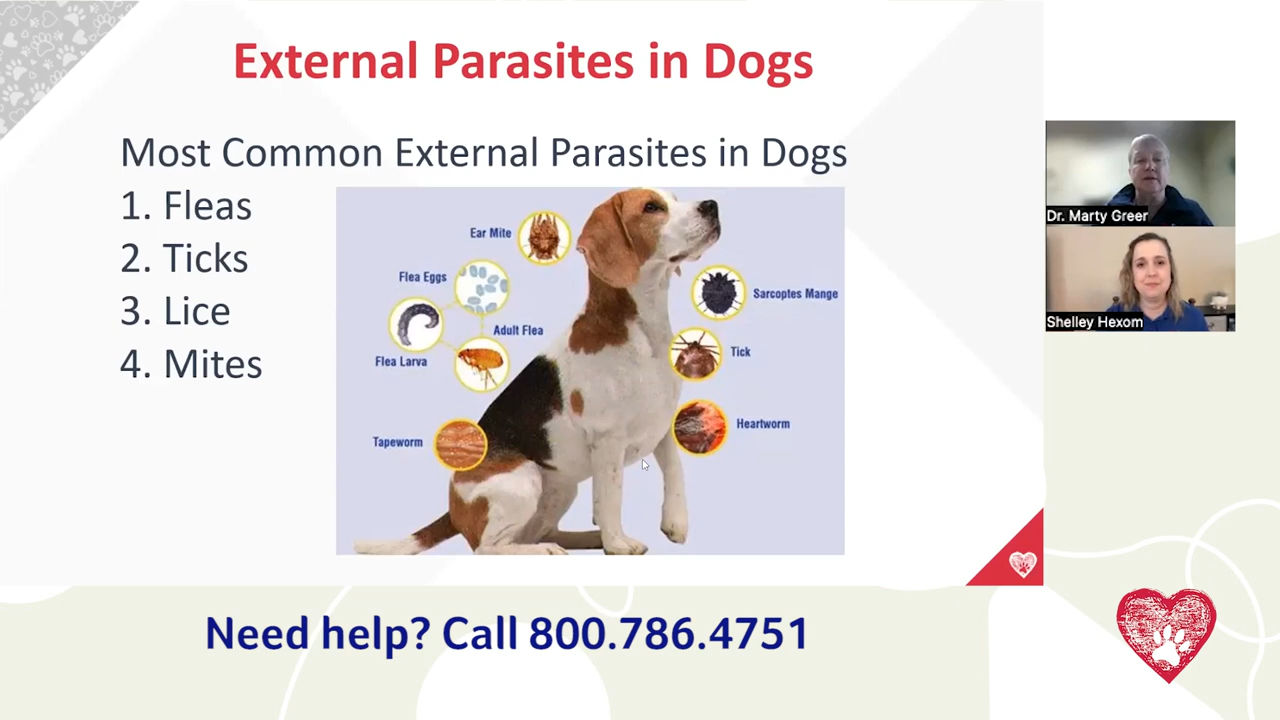 External Parasites in Dogs
Most Common External Parasites in Dogs
1. Fleas
2. Ticks
3. Lice
4. Mites
Ear Mite
Flea Eggs
Adult Flea
Flea Larva
Tapeworm
Sarcoptes Mange
Tick
Heartworm
Dr. Marty Greer
Shelley Hexom
Need help? Call 800.786.4751